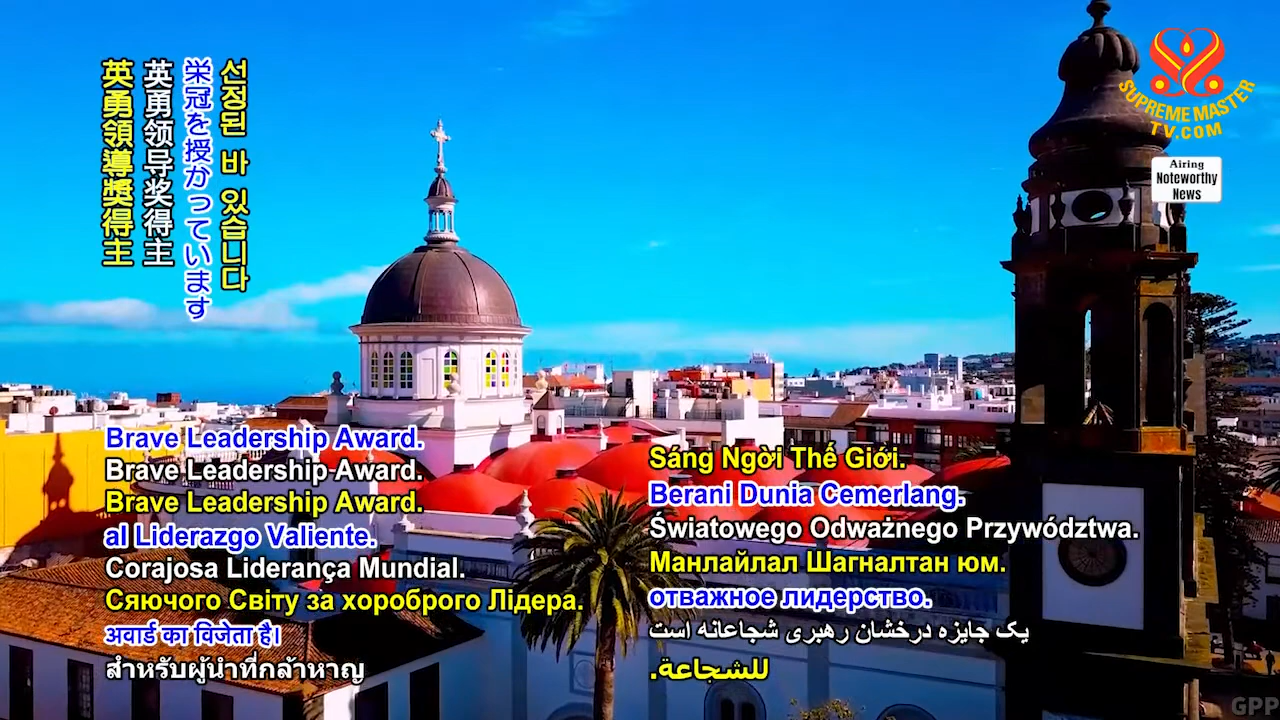 英勇領導獎得主
英勇领导奖得主
栄冠を授かっています
선정된 바 있습니다
SUPREME MASTER
TV.COM
Airing
Noteworthy
News
Brave Leadership Award.
Brave Leadership Award.
Brave Leadership Award.
al Liderazgo Valiente.
Corajosa Liderança Mundial.
Сяючого Світу за хороброго Лідера.
अवार्ड का विजेता है।
สำหรับผู้นำที่กล้าหาญ
Sáng Ngời Thế Giới.
Berani Dunia Cemerlang.
Światowego Odważnego Przywództwa.
Манлайлал Шагналтан юм.
отважное лидерство.
یک جایزه درخشان رهبری شجاعانه است
للشجاعة.
GPP